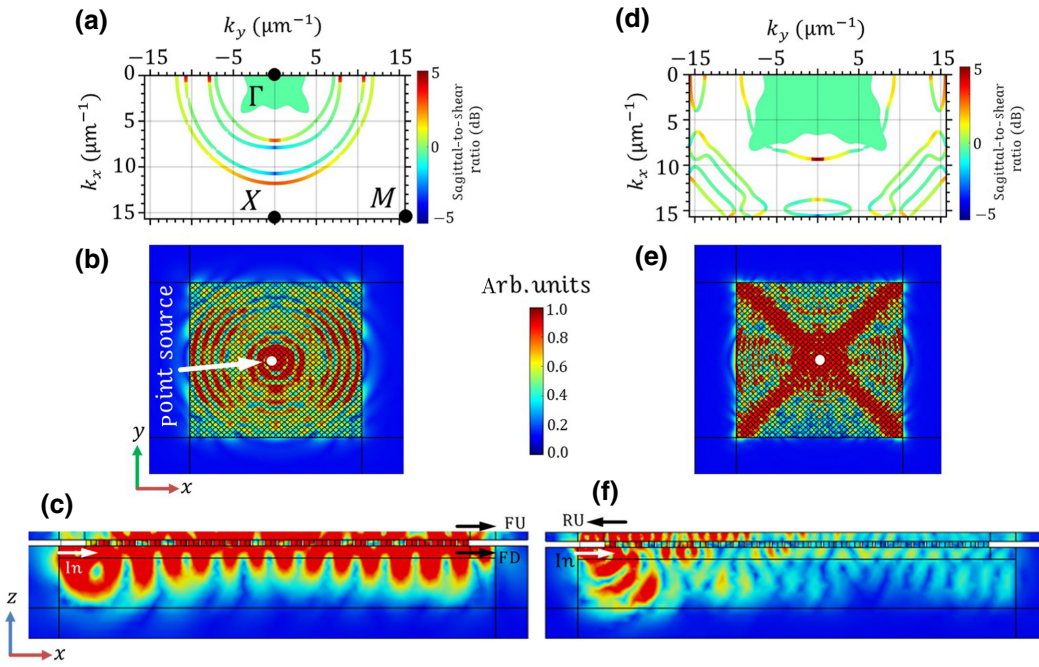 (a)
k_y (μm⁻¹)
−15 −5 5 15
0
5
10
15
k_x (μm⁻¹)
Γ
X
M
5
0
−5
Sagittal-to-shear
ratio (dB)
(d)
k_y (μm⁻¹)
−15 −5 5 15
0
5
10
15
k_x (μm⁻¹)
5
0
−5
Sagittal-to-shear
ratio (dB)
(b)
point source
y
x
Arb.units
1.0
0.8
0.6
0.4
0.2
0.0
(e)
(c)
In
FU
FD
z
x
(f)
RU
In